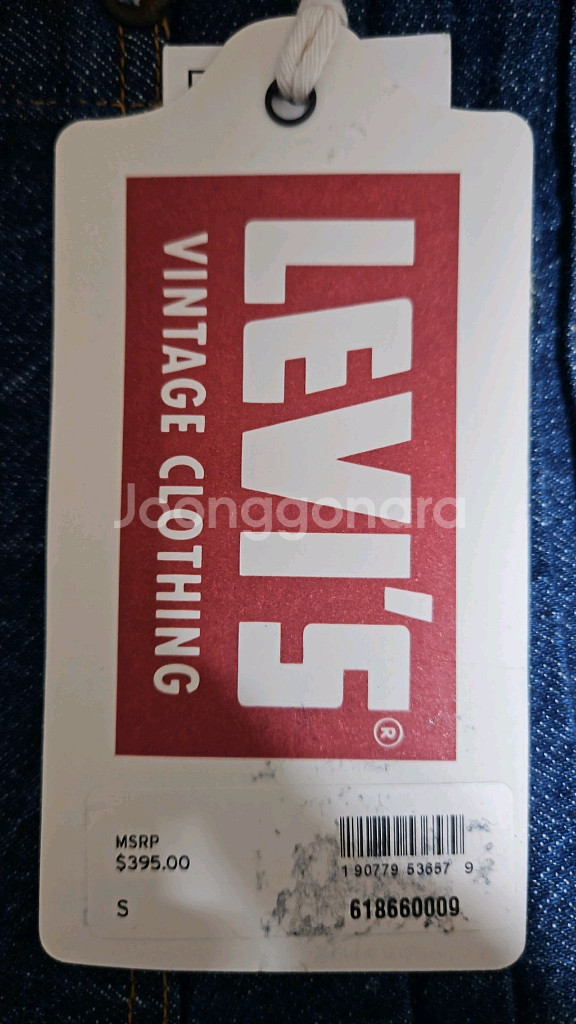 LEVI'S®
VINTAGE CLOTHING
Joonggonara
MSRP
$395.00
S
1 90779 53657 9
618660009